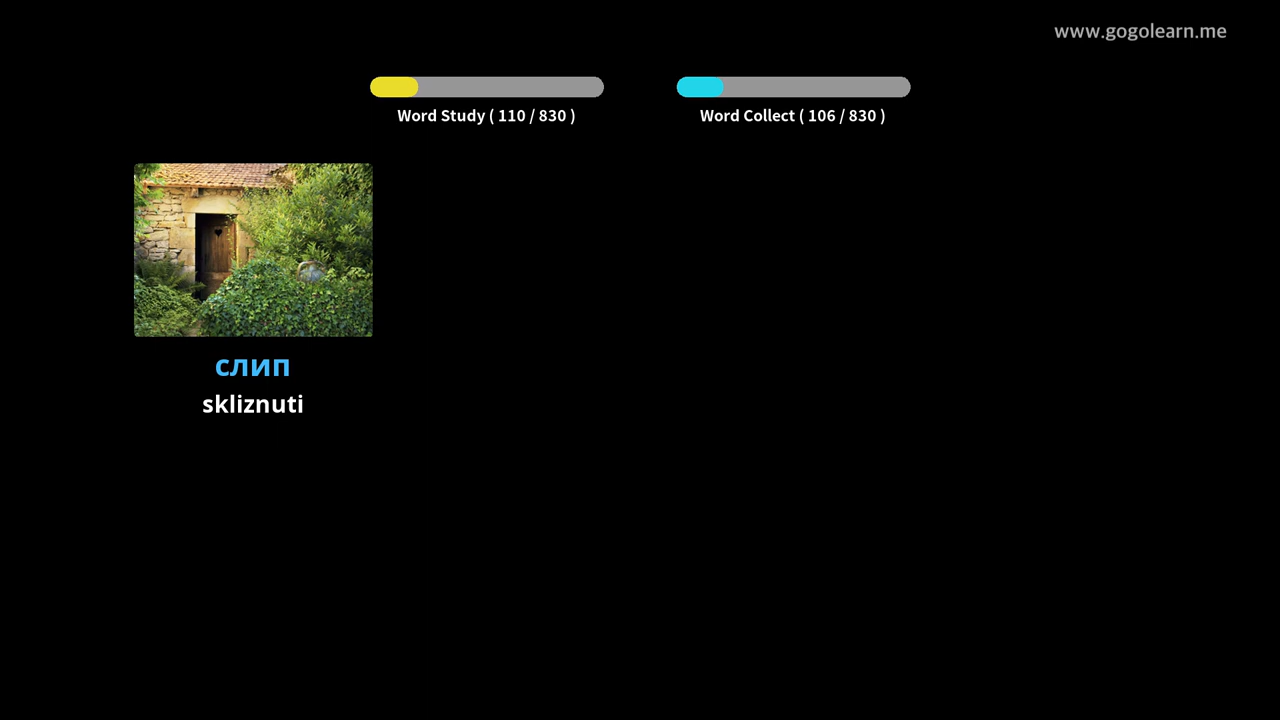 www.gogolearn.me
Word Study ( 110 / 830 )
Word Collect ( 106 / 830 )
слип
skliznuti